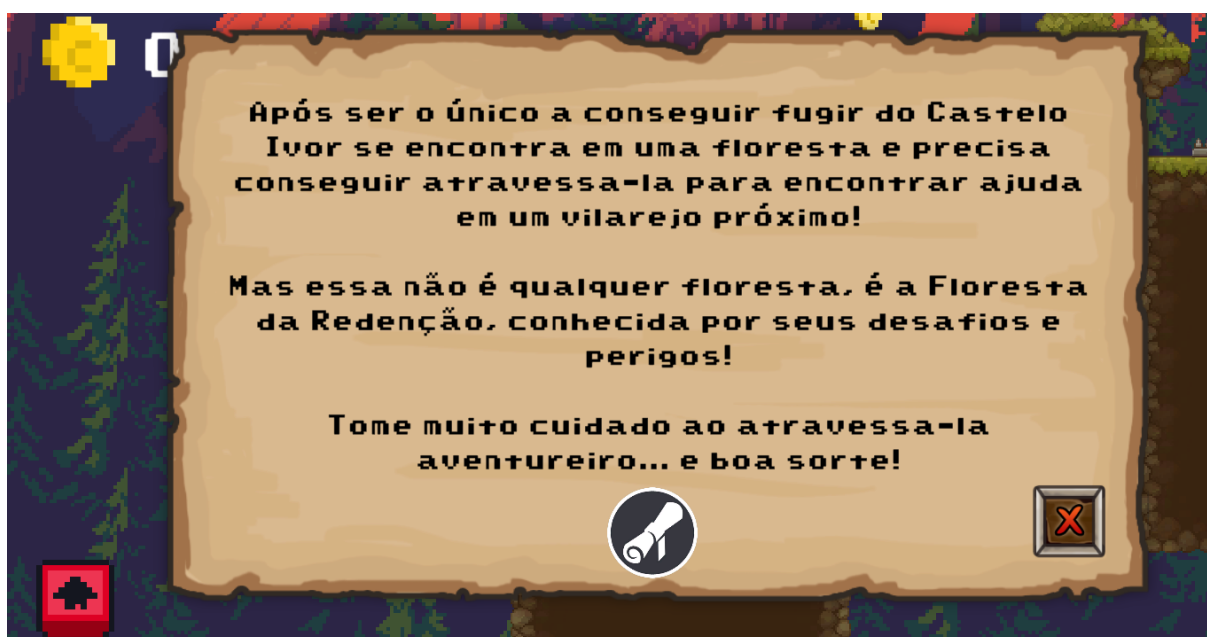 0
Após ser o único a conseguir fugir do Castelo
Ivor se encontra em uma floresta e precisa
conseguir atravessa-la para encontrar ajuda
em um vilarejo próximo!
Mas essa não é qualquer floresta, é a Floresta
da Redenção, conhecida por seus desafios e
perigos!
Tome muito cuidado ao atravessa-la
aventureiro... e boa sorte!
X